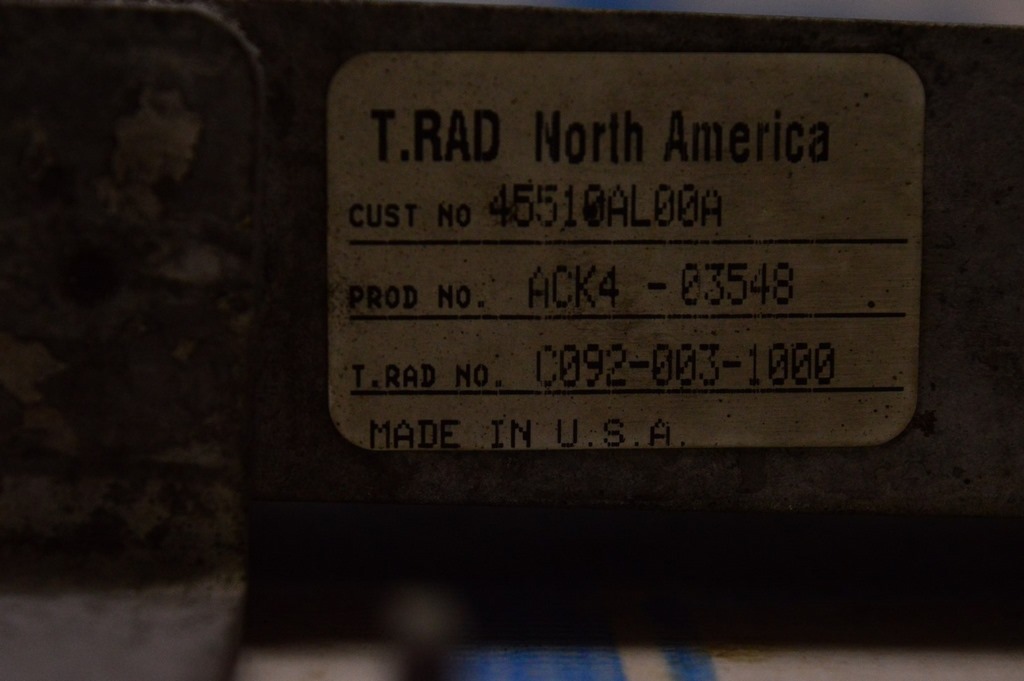 T.RAD North America
CUST NO 45510AL00A
PROD NO. ACK4 - 03548
T.RAD NO. C092-003-1000
MADE IN U.S.A.